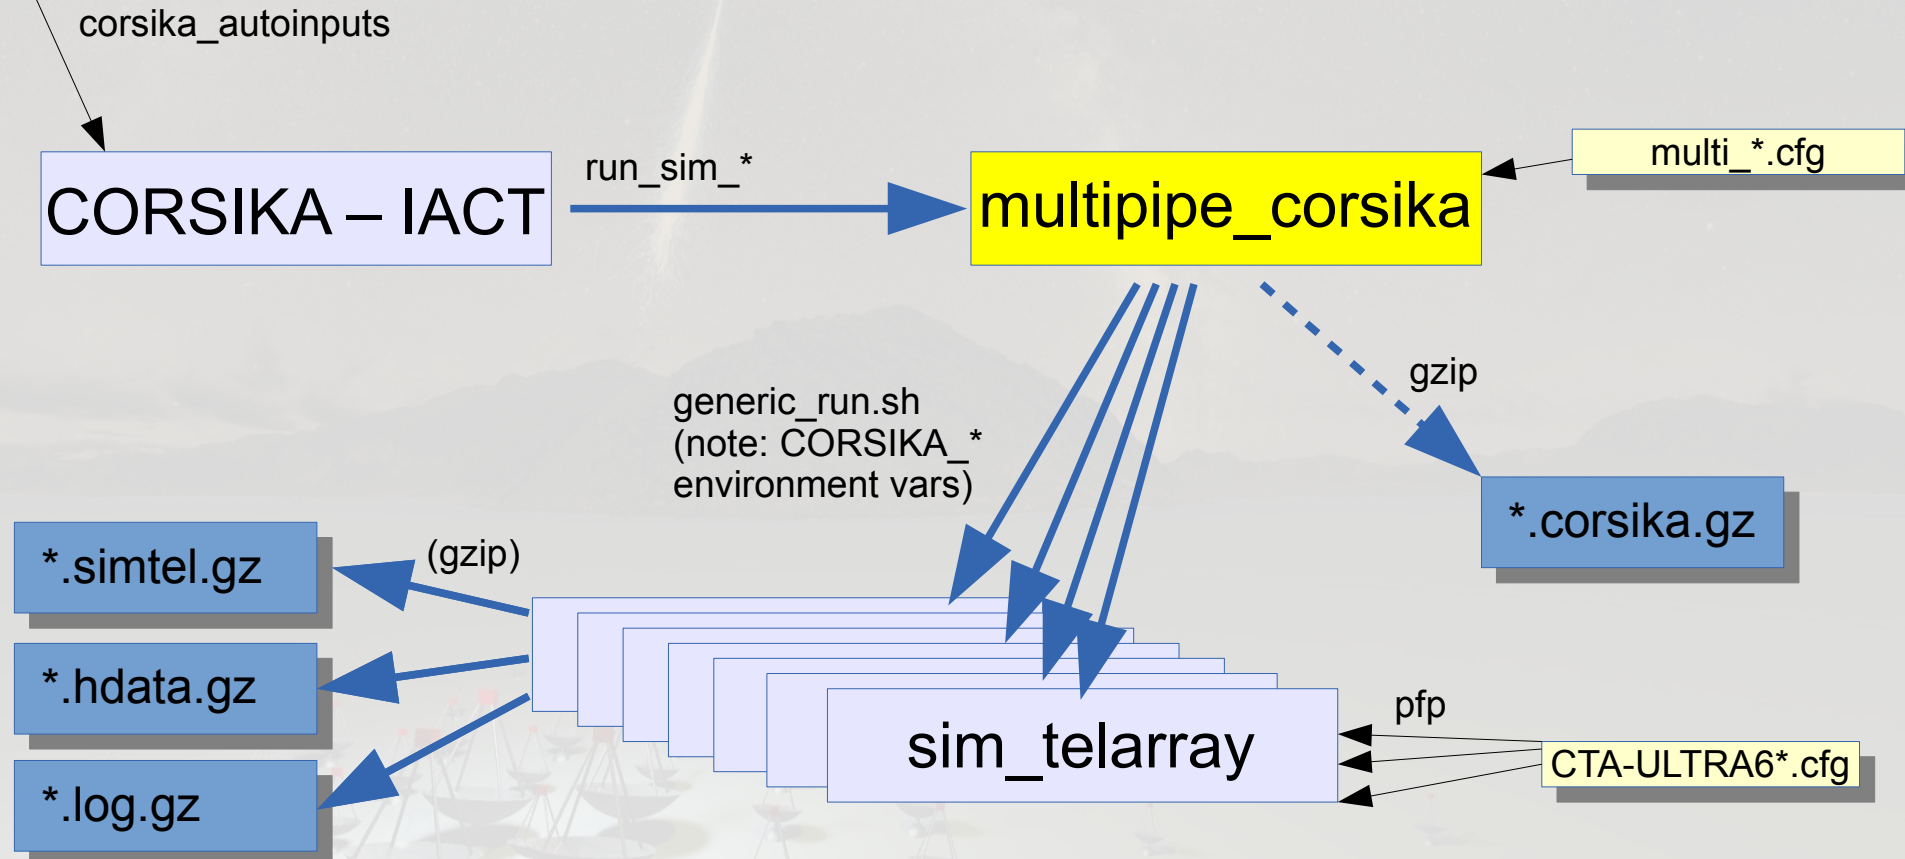 corsika_autoinputs
CORSIKA – IACT
run_sim_*
multipipe_corsika
multi_*.cfg
generic_run.sh
(note: CORSIKA_*
environment vars)
gzip
*.corsika.gz
*.simtel.gz
(gzip)
*.hdata.gz
*.log.gz
sim_telarray
pfp
CTA-ULTRA6*.cfg